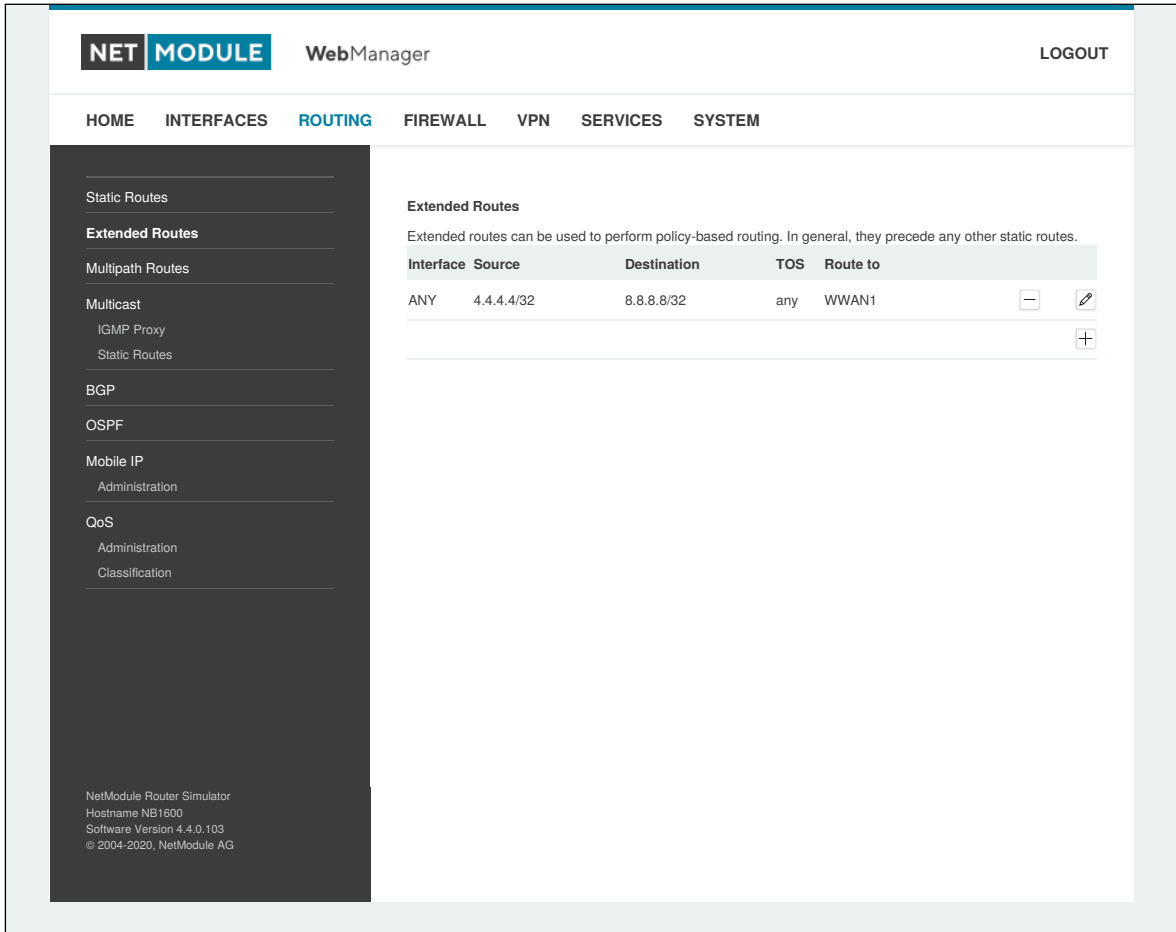 NET MODULE WebManager LOGOUT
HOME INTERFACES ROUTING FIREWALL VPN SERVICES SYSTEM
Static Routes
Extended Routes
Multipath Routes
Multicast
IGMP Proxy
Static Routes
BGP
OSPF
Mobile IP
Administration
QoS
Administration
Classification
NetModule Router Simulator
Hostname NB1600
Software Version 4.4.0.103
© 2004-2020, NetModule AG
Extended Routes
Extended routes can be used to perform policy-based routing. In general, they precede any other static routes.
Interface Source Destination TOS Route to
ANY 4.4.4.4/32 8.8.8.8/32 any WWAN1